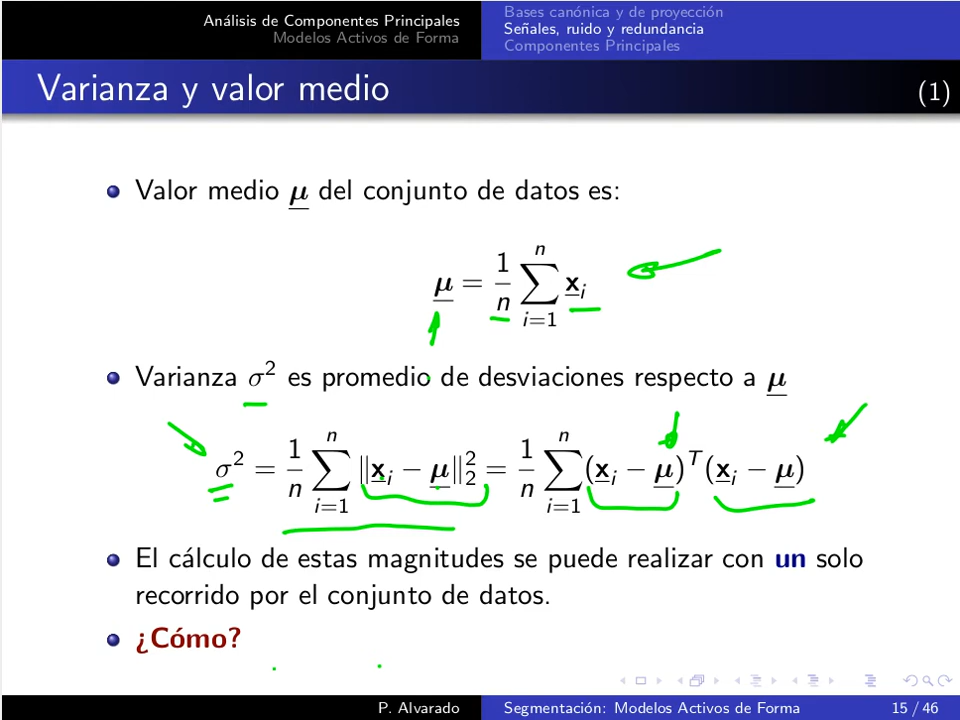 Análisis de Componentes Principales
Modelos Activos de Forma
Bases canónica y de proyección
Señales, ruido y redundancia
Componentes Principales
Varianza y valor medio (1)
Valor medio μ del conjunto de datos es:
μ = 1/n ∑_{i=1}^{n} x_i
Varianza σ² es promedio de desviaciones respecto a μ
σ² = 1/n ∑_{i=1}^{n} ‖x_i − μ‖₂² = 1/n ∑_{i=1}^{n} (x_i − μ)^T (x_i − μ)
El cálculo de estas magnitudes se puede realizar con un solo
recorrido por el conjunto de datos.
¿Cómo?
P. Alvarado Segmentación: Modelos Activos de Forma 15 / 46